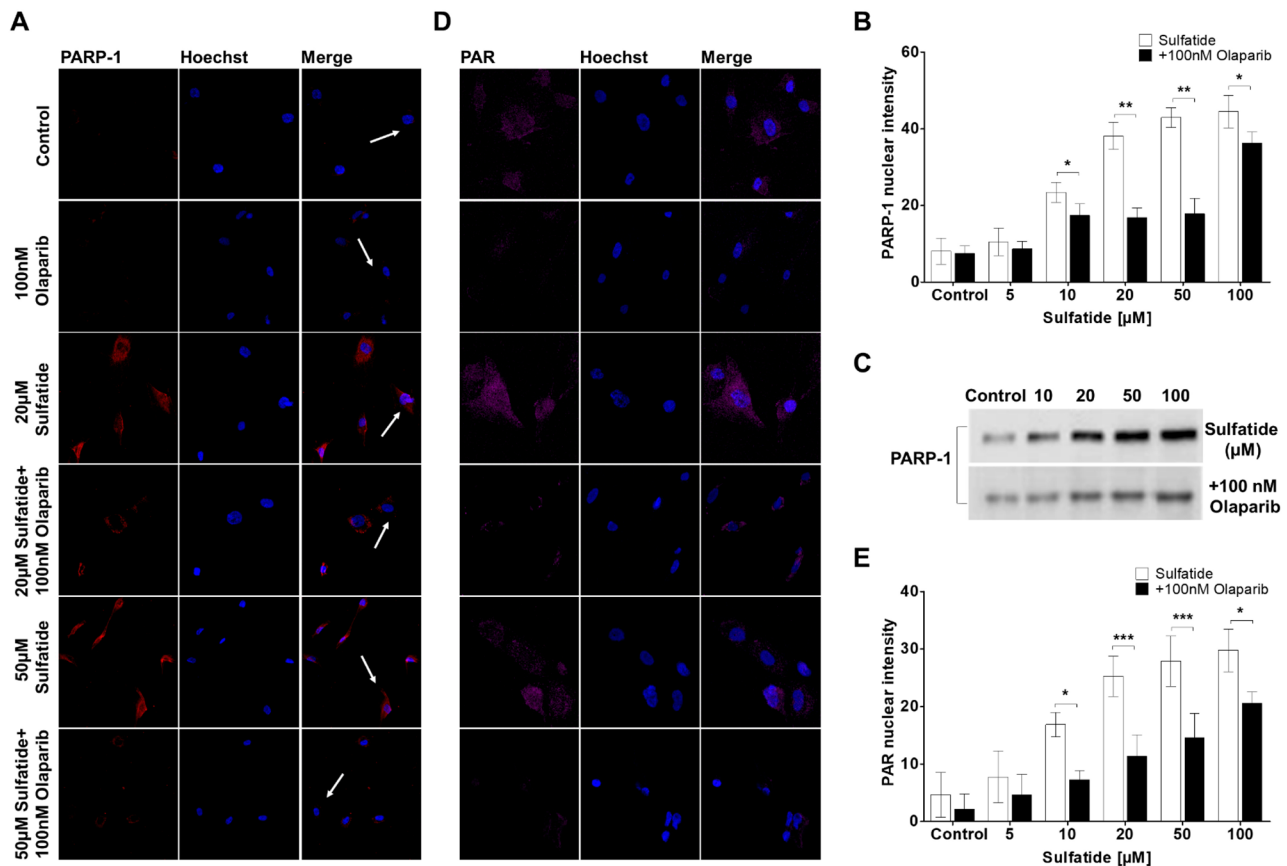 A
PARP-1 Hoechst Merge
Control
100nM
Olaparib
20µM
Sulfatide
20µM Sulfatide+
100nM Olaparib
50µM
Sulfatide
50µM Sulfatide+
100nM Olaparib
D
PAR Hoechst Merge
B
Sulfatide
+100nM Olaparib
PARP-1 nuclear intensity
60
40
20
0
* ** ** *
Control 5 10 20 50 100
Sulfatide [µM]
C
Control 10 20 50 100
PARP-1
Sulfatide
(µM)
+100 nM
Olaparib
E
Sulfatide
+100nM Olaparib
PAR nuclear intensity
40
30
20
10
0
* *** *** *
Control 5 10 20 50 100
Sulfatide [µM]